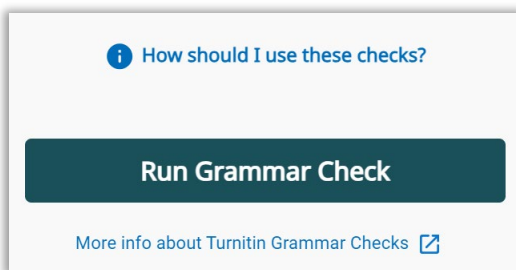 How should I use these checks?
Run Grammar Check
More info about Turnitin Grammar Checks